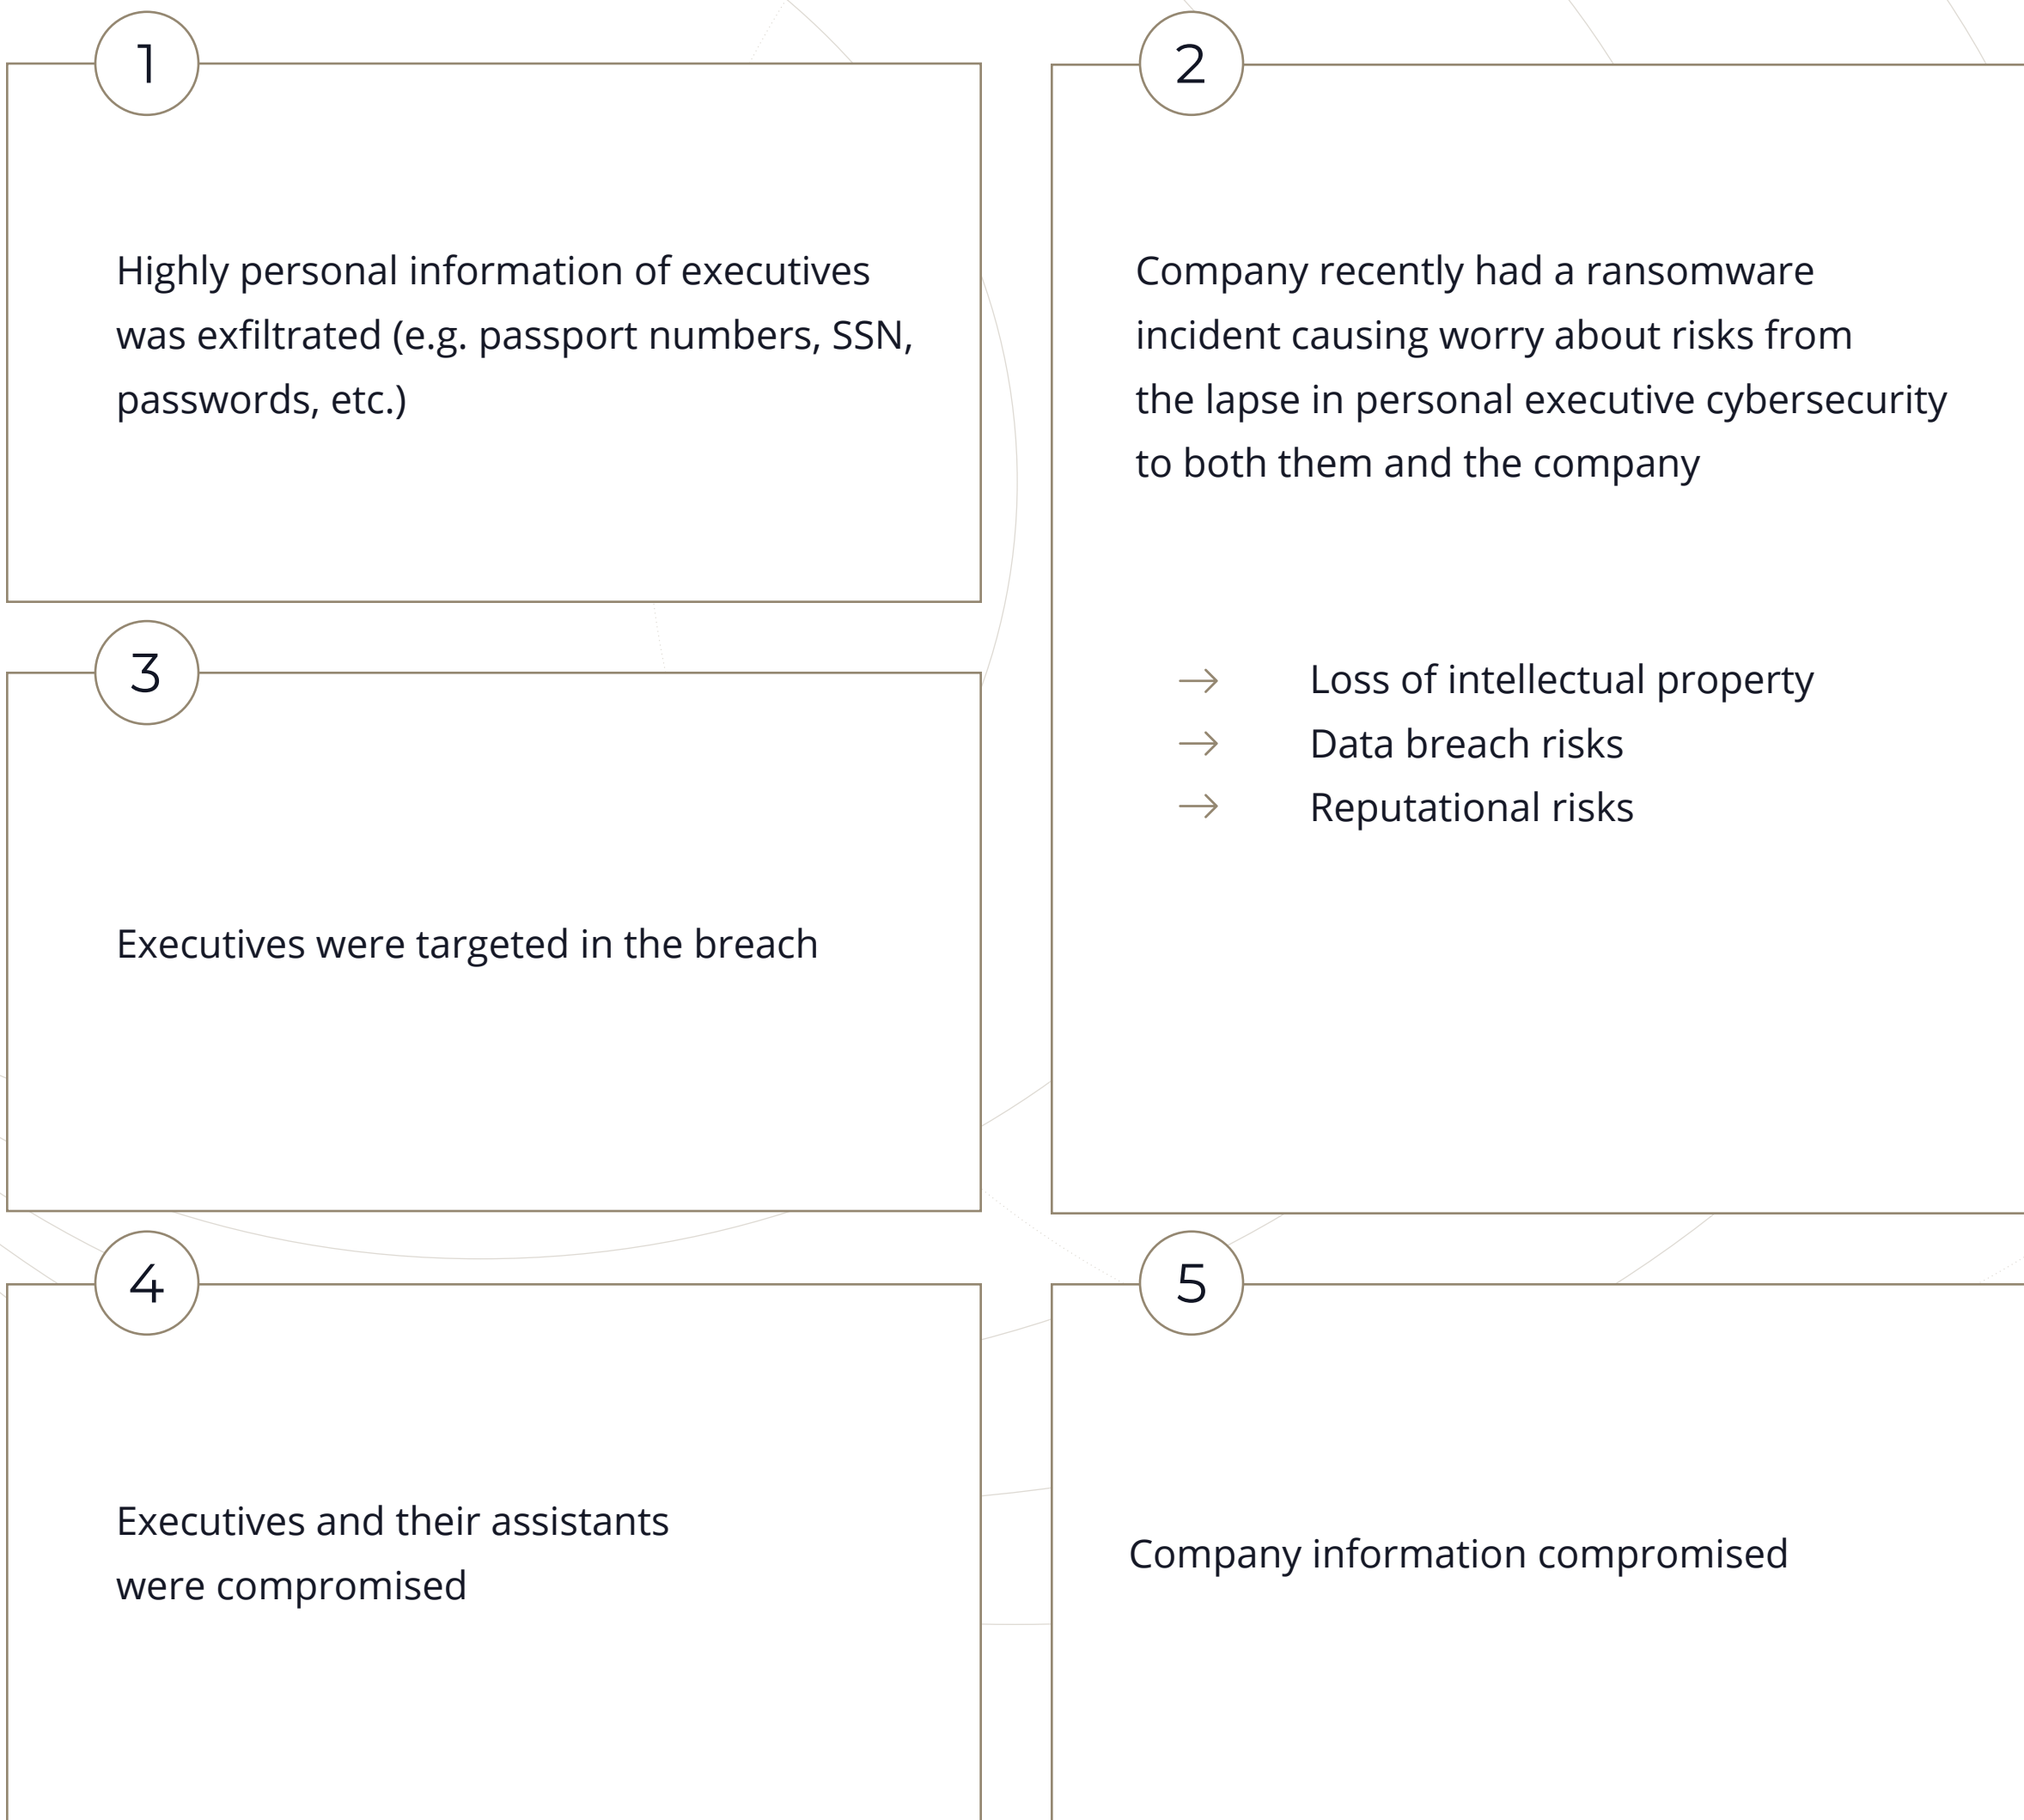 1
Highly personal information of executives
was exfiltrated (e.g. passport numbers, SSN,
passwords, etc.)
2
Company recently had a ransomware
incident causing worry about risks from
the lapse in personal executive cybersecurity
to both them and the company
→ Loss of intellectual property
→ Data breach risks
→ Reputational risks
3
Executives were targeted in the breach
4
Executives and their assistants
were compromised
5
Company information compromised